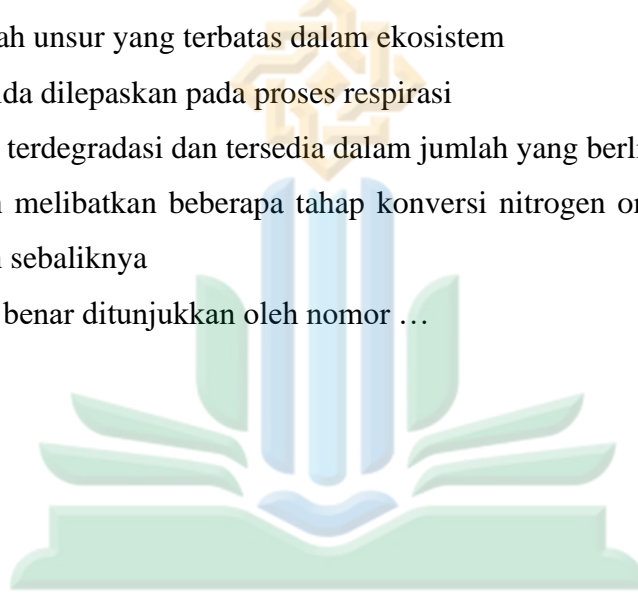 ah unsur yang terbatas dalam ekosistem
da dilepaskan pada proses respirasi
terdegradasi dan tersedia dalam jumlah yang berl
melibatkan beberapa tahap konversi nitrogen or
sebaliknya
benar ditunjukkan oleh nomor …